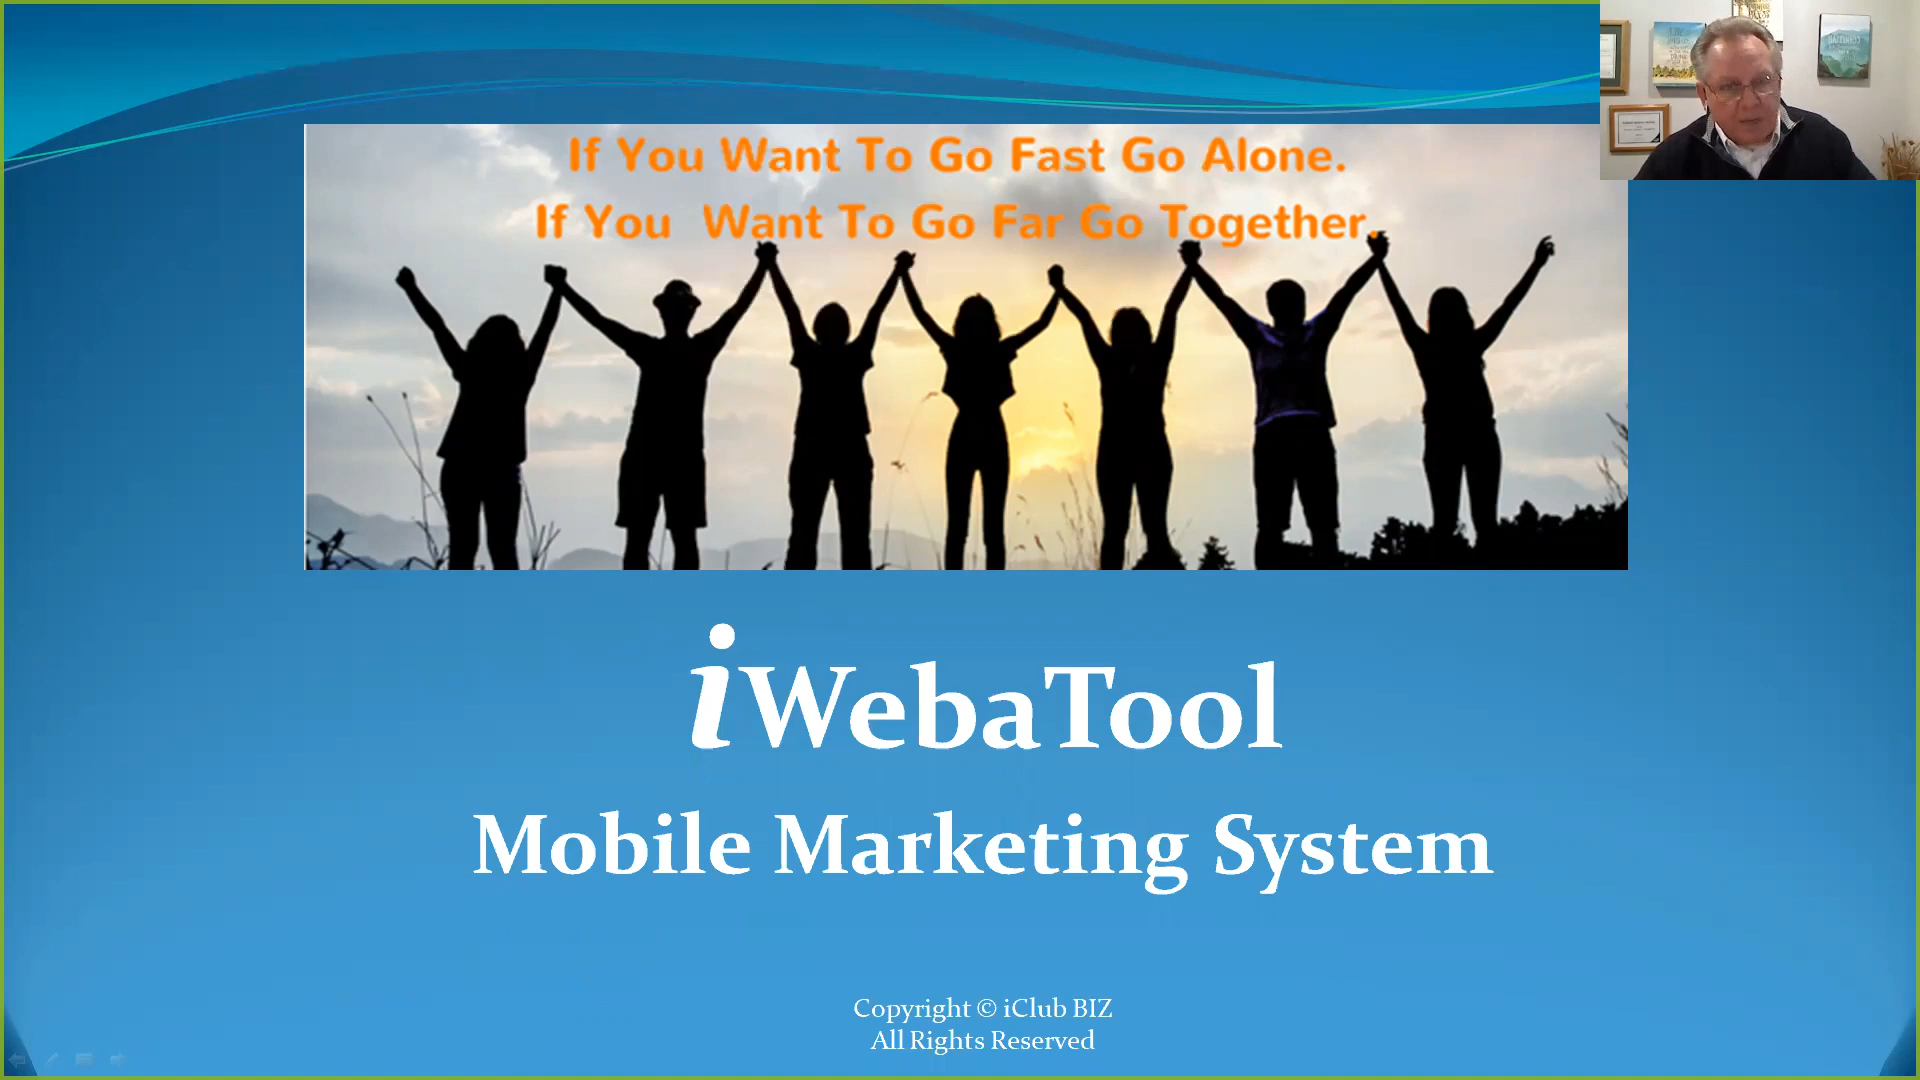 If You Want To Go Fast Go Alone.
If You Want To Go Far Go Together.
iWebaTool
Mobile Marketing System
Copyright © iClub BIZ
All Rights Reserved